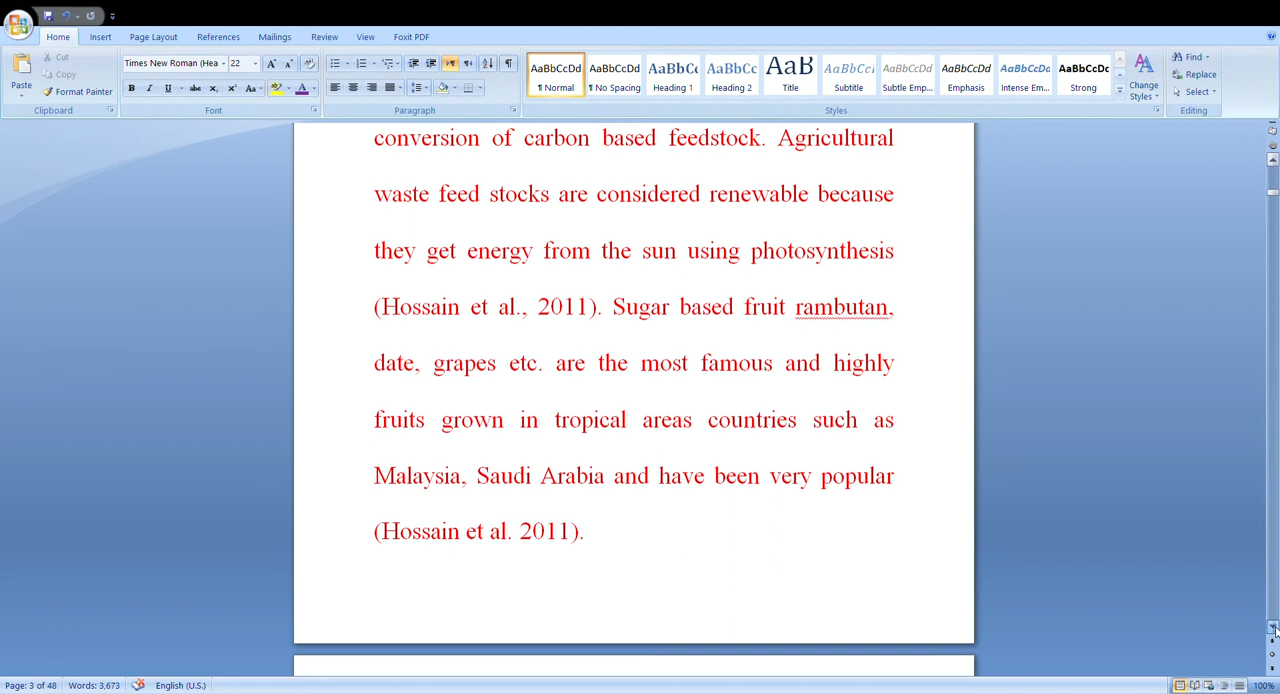 Home Insert Page Layout References Mailings Review View Foxit PDF
Paste
Cut
Copy
Format Painter
Clipboard
Times New Roman (Hea 22
Font
Paragraph
AaBbCcDd AaBbCcDd AaBbCc AaBbCc AaB AaBbCcI AaBbCcDd AaBbCcDd AaBbCcDd AaBbCcDc
¶ Normal ¶ No Spacing Heading 1 Heading 2 Title Subtitle Subtle Emp... Emphasis Intense Em... Strong
Styles
Change
Styles
Find
Replace
Select
Editing
conversion of carbon based feedstock. Agricultural
waste feed stocks are considered renewable because
they get energy from the sun using photosynthesis
(Hossain et al., 2011). Sugar based fruit rambutan,
date, grapes etc. are the most famous and highly
fruits grown in tropical areas countries such as
Malaysia, Saudi Arabia and have been very popular
(Hossain et al. 2011).
Page: 3 of 48 Words: 3,673 English (U.S.) 100%